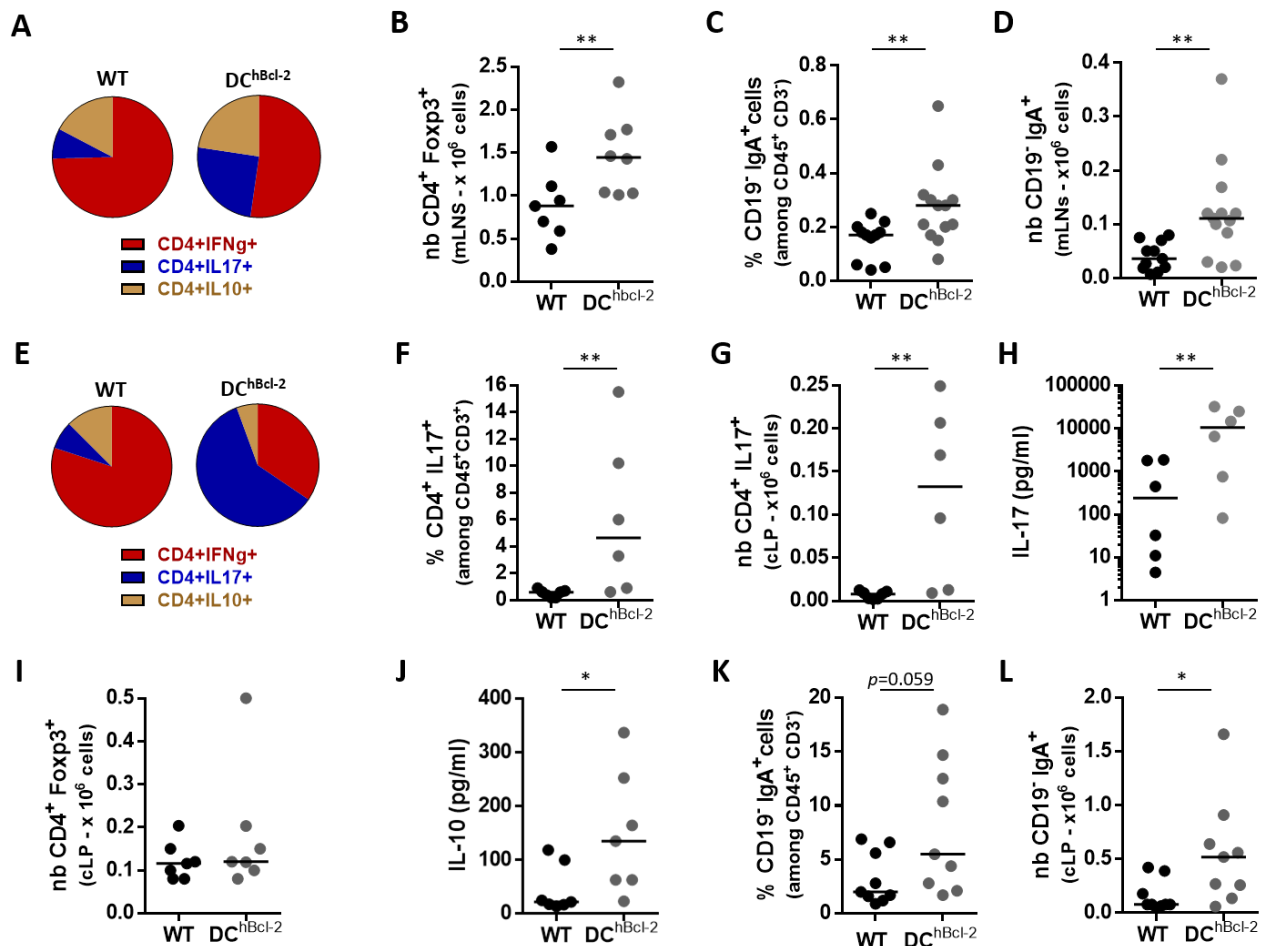 A
WT
DC^hBcl-2
CD4+IFNg+
CD4+IL17+
CD4+IL10+
B
**
nb CD4⁺ Foxp3⁺
(mLNS - x 10⁶ cells)
2.5
2.0
1.5
1.0
0.5
0.0
WT DC^hbcl-2
C
**
% CD19⁻ IgA⁺cells
(among CD45⁺ CD3⁻)
0.8
0.6
0.4
0.2
0.0
WT DC^hBcl-2
D
**
nb CD19⁻ IgA⁺
(mLNs - x10⁶ cells)
0.4
0.3
0.2
0.1
0.0
WT DC^hBcl-2
E
WT
DC^hBcl-2
CD4+IFNg+
CD4+IL17+
CD4+IL10+
F
**
% CD4⁺ IL17⁺
(among CD45⁺CD3⁺)
16
14
12
10
8
6
4
2
0
WT DC^hBcl-2
G
**
nb CD4⁺ IL17⁺
(cLP - x10⁶ cells)
0.25
0.20
0.15
0.10
0.05
0.00
WT DC^hBcl-2
H
**
IL-17 (pg/ml)
100000
10000
1000
100
10
1
WT DC^hBcl-2
I
nb CD4⁺ Foxp3⁺
(cLP - x 10⁶ cells)
0.5
0.4
0.3
0.2
0.1
0.0
WT DC^hBcl-2
J
*
IL-10 (pg/ml)
400
300
200
100
0
WT DC^hBcl-2
K
p=0.059
% CD19⁻ IgA⁺cells
(among CD45⁺ CD3⁻)
20
15
10
5
0
WT DC^hBcl-2
L
*
nb CD19⁻ IgA⁺
(cLP - x10⁶ cells)
2.0
1.5
1.0
0.5
0.0
WT DC^hBcl-2